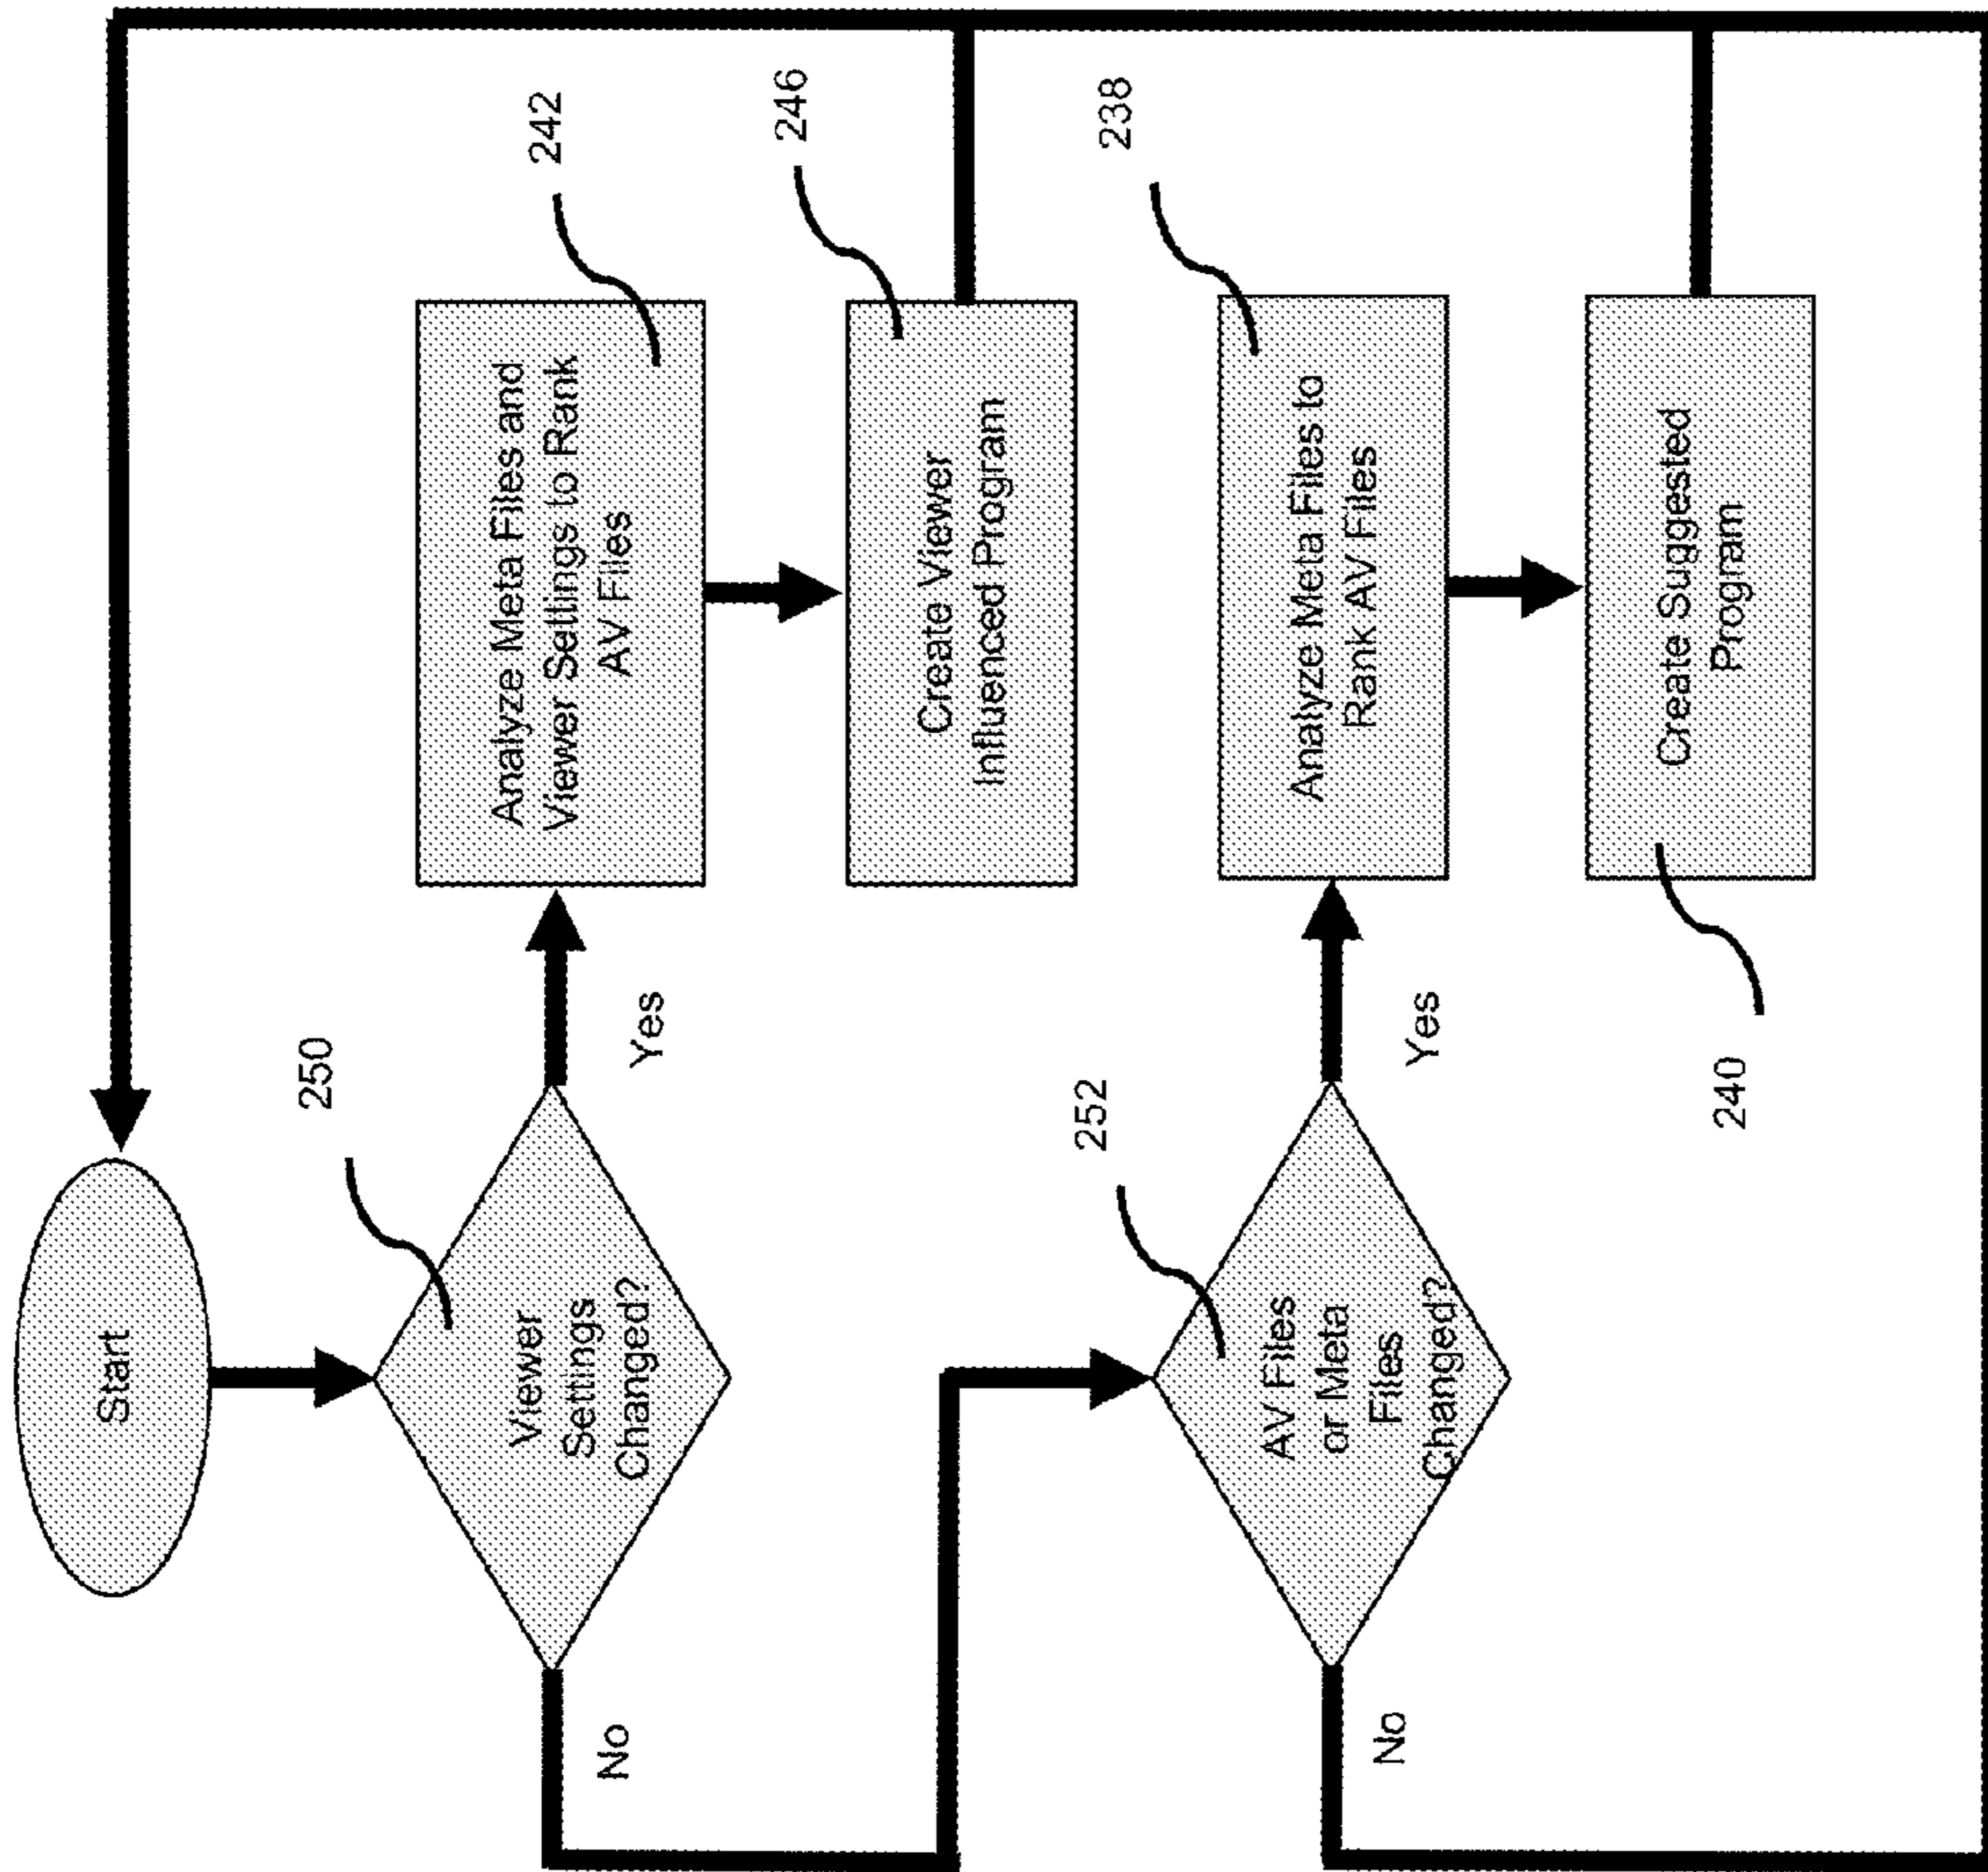 Start
250
Viewer
Settings
Changed?
Yes
No
242
Analyze Meta Files and
Viewer Settings to Rank
AV Files
246
Create Viewer
Influenced Program
252
AV Files
or Meta
Files
Changed?
Yes
No
238
Analyze Meta Files to
Rank AV Files
240
Create Suggested
Program